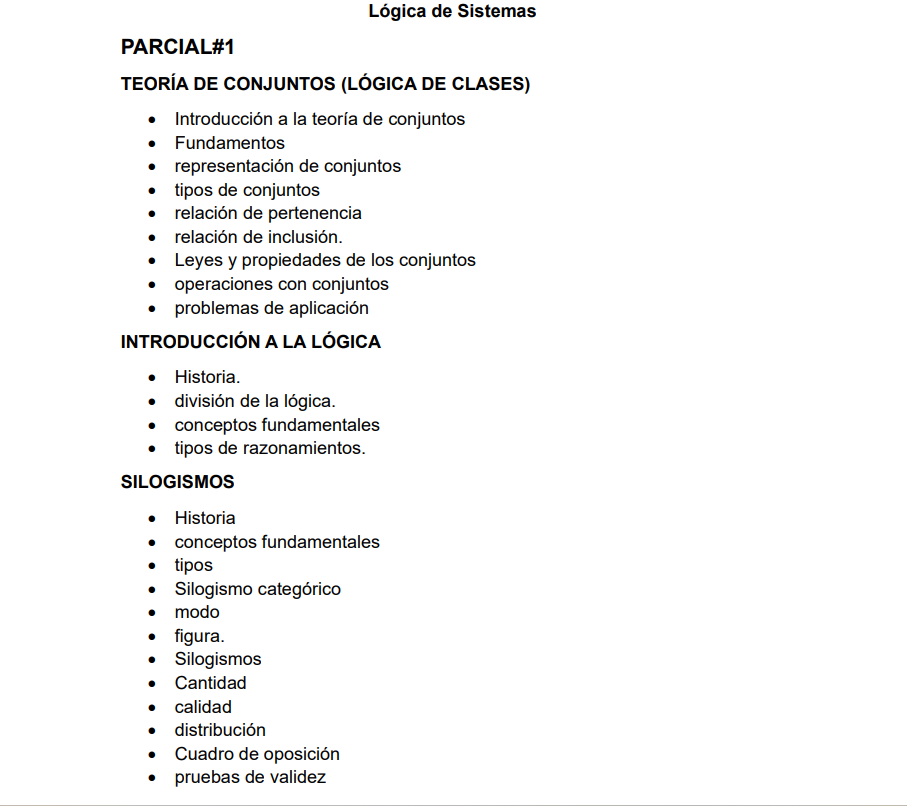 Lógica de Sistemas
PARCIAL#1
TEORÍA DE CONJUNTOS (LÓGICA DE CLASES)
• Introducción a la teoría de conjuntos
• Fundamentos
• representación de conjuntos
• tipos de conjuntos
• relación de pertenencia
• relación de inclusión.
• Leyes y propiedades de los conjuntos
• operaciones con conjuntos
• problemas de aplicación
INTRODUCCIÓN A LA LÓGICA
• Historia.
• división de la lógica.
• conceptos fundamentales
• tipos de razonamientos.
SILOGISMOS
• Historia
• conceptos fundamentales
• tipos
• Silogismo categórico
• modo
• figura.
• Silogismos
• Cantidad
• calidad
• distribución
• Cuadro de oposición
• pruebas de validez